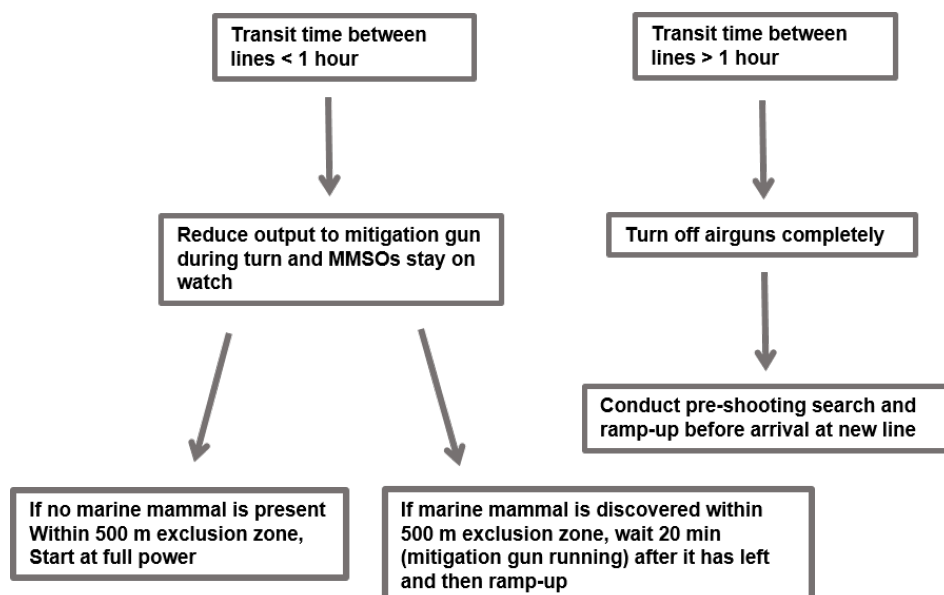 Transit time between
lines < 1 hour
Transit time between
lines > 1 hour
Reduce output to mitigation gun
during turn and MMSOs stay on
watch
Turn off airguns completely
Conduct pre-shooting search and
ramp-up before arrival at new line
If no marine mammal is present
Within 500 m exclusion zone,
Start at full power
If marine mammal is discovered within
500 m exclusion zone, wait 20 min
(mitigation gun running) after it has left
and then ramp-up